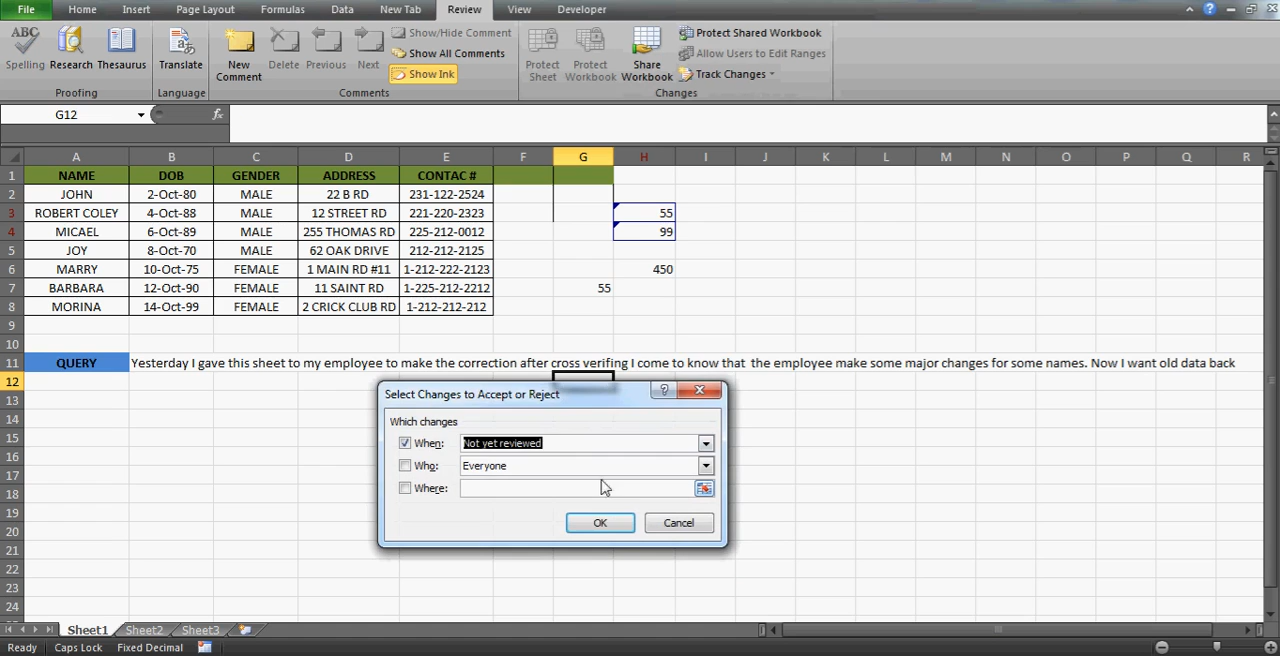 File Home Insert Page Layout Formulas Data New Tab Review View Developer
ABC Show/Hide Comment Protect Shared Workbook
Show All Comments Allow Users to Edit Ranges
Spelling Research Thesaurus Translate New Comment Delete Previous Next Show Ink Protect Sheet Protect Workbook Share Workbook Track Changes
Proofing Language Comments Changes
G12 fx
A B C D E F G H I J K L M N O P Q R
1 NAME DOB GENDER ADDRESS CONTAC #
2 JOHN 2-Oct-80 MALE 22 B RD 231-122-2524
3 ROBERT COLEY 4-Oct-88 MALE 12 STREET RD 221-220-2323 55
4 MICAEL 6-Oct-89 MALE 255 THOMAS RD 225-212-0012 99
5 JOY 8-Oct-70 MALE 62 OAK DRIVE 212-212-2125
6 MARRY 10-Oct-75 FEMALE 1 MAIN RD #11 1-212-222-2123 450
7 BARBARA 12-Oct-90 FEMALE 11 SAINT RD 1-225-212-2212 55
8 MORINA 14-Oct-99 FEMALE 2 CRICK CLUB RD 1-212-212-212
9
10
11 QUERY Yesterday I gave this sheet to my employee to make the correction after cross verifing I come to know that the employee make some major changes for some names. Now I want old data back
12
Select Changes to Accept or Reject ?
13
Which changes
14
When: Not yet reviewed
15
Who: Everyone
16
17
Where:
18
19
OK Cancel
20
21
22
23
24
Sheet1 Sheet2 Sheet3
Ready Caps Lock Fixed Decimal